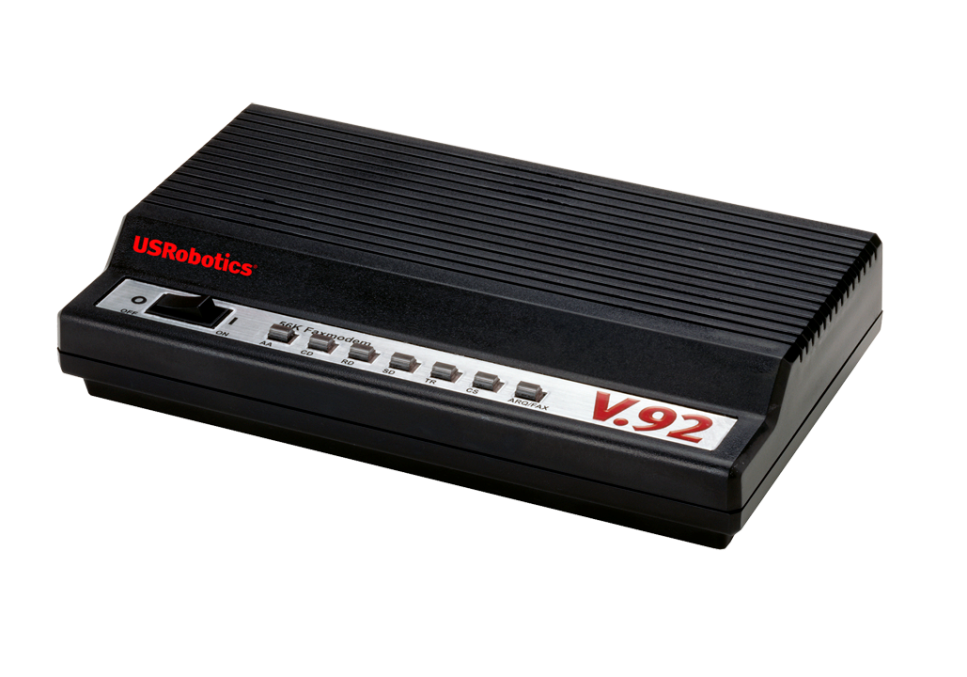 USRobotics
OFF
ON
56K Faxmodem
AA CD RD SD TR CS ARQ/FAX
V.92